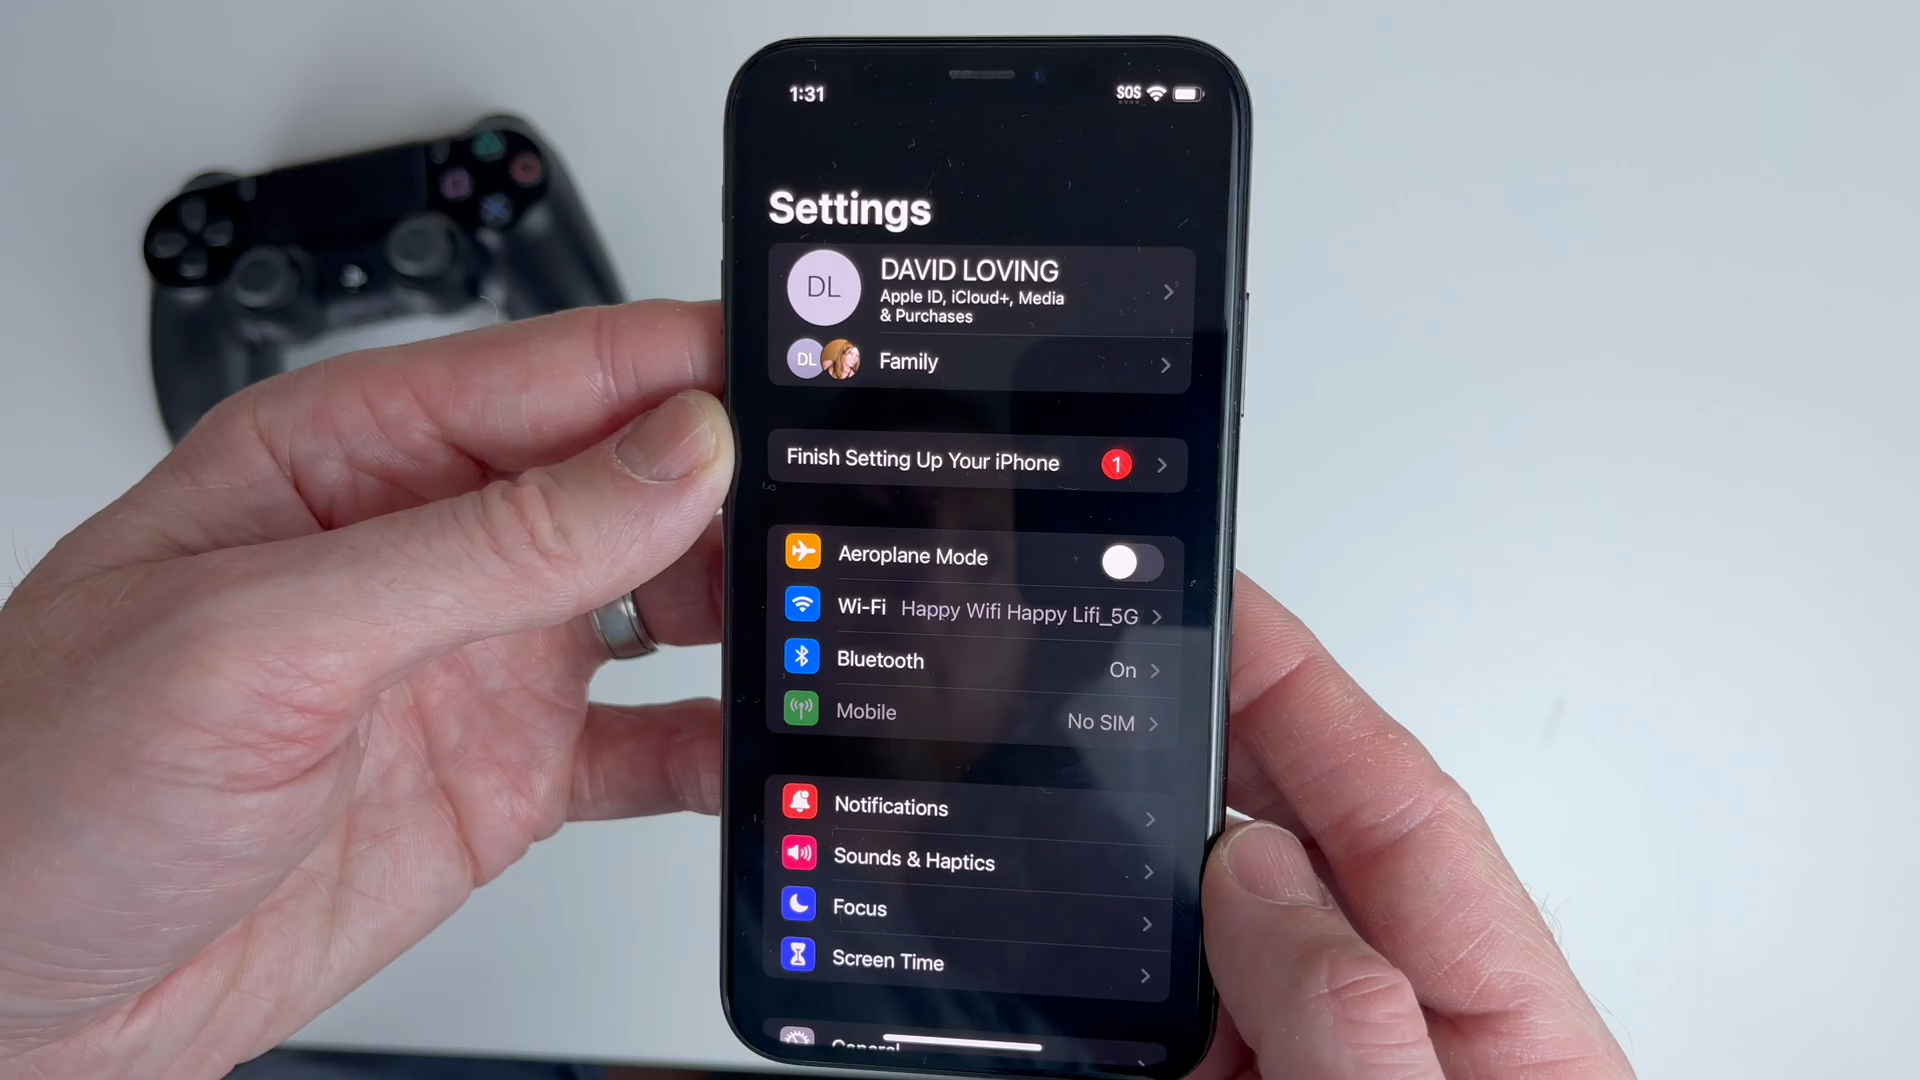 1:31
SOS
Settings
DL
DAVID LOVING
Apple ID, iCloud+, Media
& Purchases
DL
Family
Finish Setting Up Your iPhone
1
Aeroplane Mode
Wi-Fi
Happy Wifi Happy Lifi_5G
Bluetooth
On
Mobile
No SIM
Notifications
Sounds & Haptics
Focus
Screen Time
General